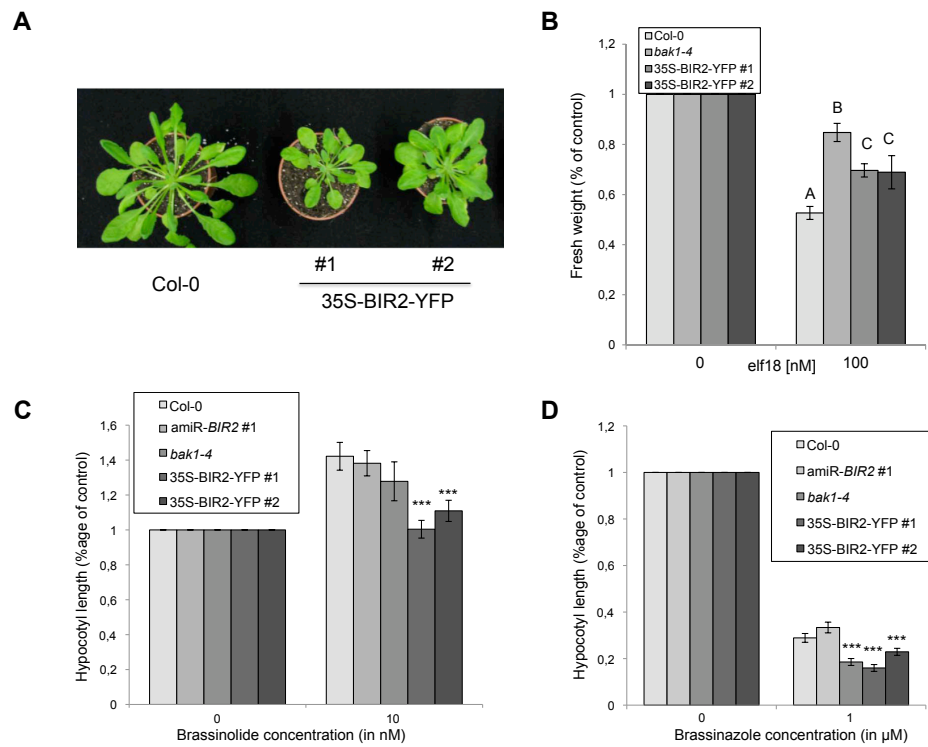 A
Col-0
#1 #2
35S-BIR2-YFP
B
Col-0
bak1-4
35S-BIR2-YFP #1
35S-BIR2-YFP #2
Fresh weight (% of control)
1,2
1
0,8
0,6
0,4
0,2
0
A
B
C C
0 elf18 [nM] 100
C
Col-0
amiR-BIR2 #1
bak1-4
35S-BIR2-YFP #1
35S-BIR2-YFP #2
Hypocotyl length (%age of control)
1,6
1,4
1,2
1
0,8
0,6
0,4
0,2
0
*** ***
0 10
Brassinolide concentration (in nM)
D
Col-0
amiR-BIR2 #1
bak1-4
35S-BIR2-YFP #1
35S-BIR2-YFP #2
Hypocotyl length (%age of control)
1,2
1
0,8
0,6
0,4
0,2
0
*** *** ***
0 1
Brassinazole concentration (in µM)